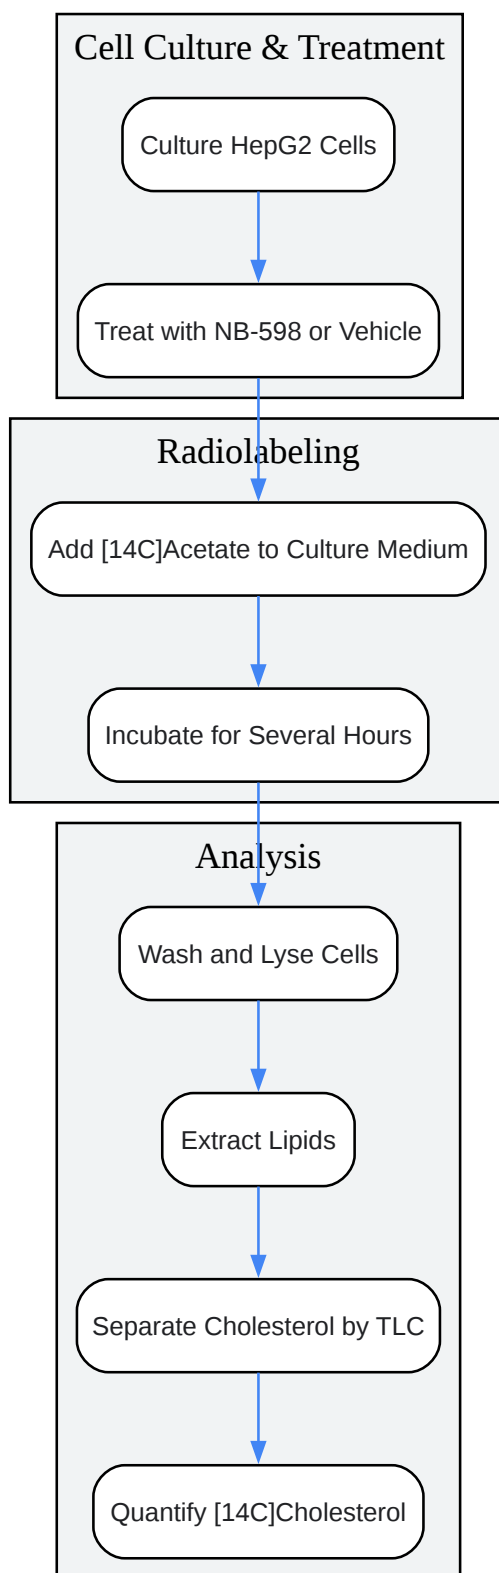 Cell Culture & Treatment
Culture HepG2 Cells
Treat with NB-598 or Vehicle
Radiolabeling
Add [14C]Acetate to Culture Medium
Incubate for Several Hours
Analysis
Wash and Lyse Cells
Extract Lipids
Separate Cholesterol by TLC
Quantify [14C]Cholesterol